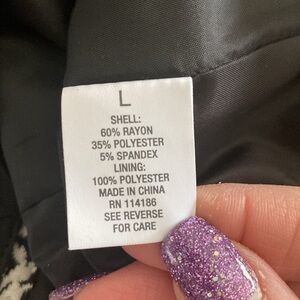 L
SHELL:
60% RAYON
35% POLYESTER
5% SPANDEX
LINING:
100% POLYESTER
MADE IN CHINA
RN 114186
SEE REVERSE
FOR CARE